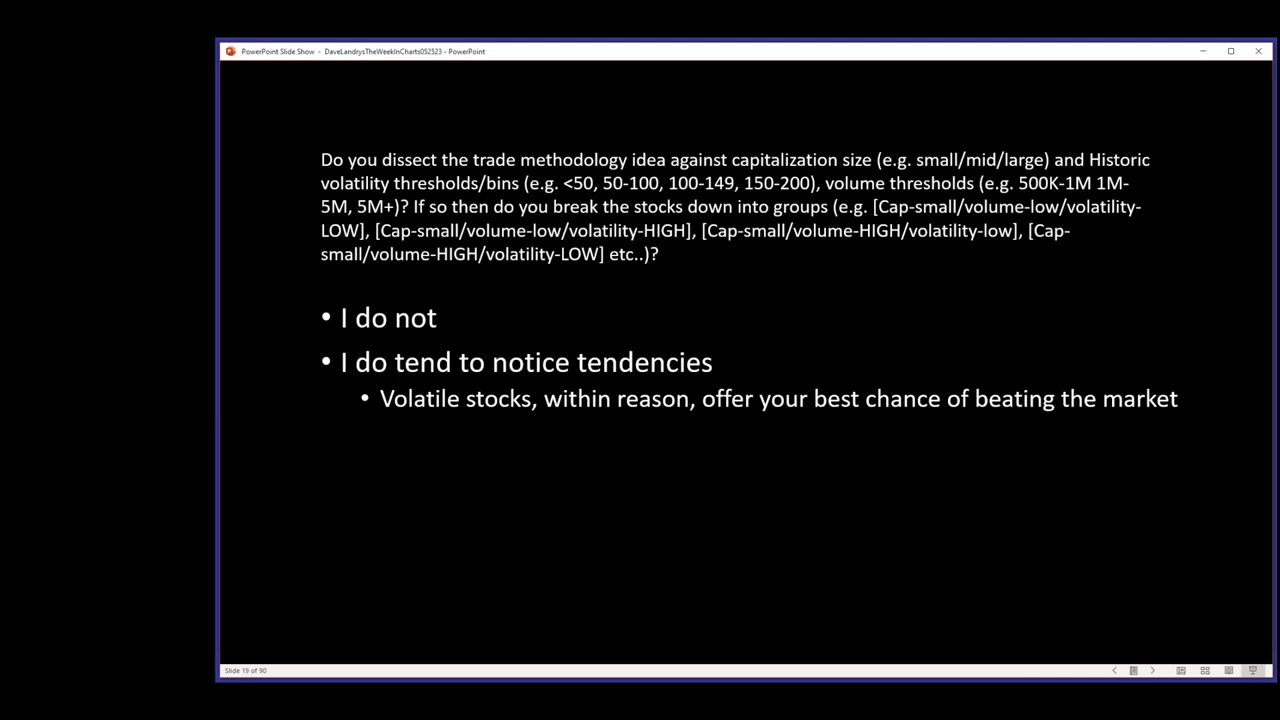 PowerPoint Slide Show - DaveLandrysTheWeekInCharts052523 - PowerPoint
Do you dissect the trade methodology idea against capitalization size (e.g. small/mid/large) and Historic
volatility thresholds/bins (e.g. <50, 50-100, 100-149, 150-200), volume thresholds (e.g. 500K-1M 1M-
5M, 5M+)? If so then do you break the stocks down into groups (e.g. [Cap-small/volume-low/volatility-
LOW], [Cap-small/volume-low/volatility-HIGH], [Cap-small/volume-HIGH/volatility-low], [Cap-
small/volume-HIGH/volatility-LOW] etc..)?
• I do not
• I do tend to notice tendencies
• Volatile stocks, within reason, offer your best chance of beating the market
Slide 19 of 90